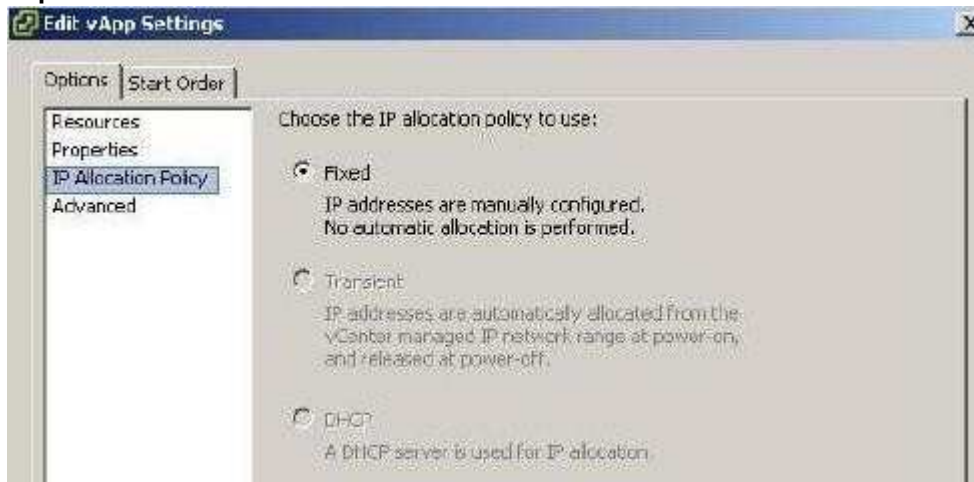 Edit vApp Settings
X
Options
Start Order
Resources
Properties
IP Allocation Policy
Advanced
Choose the IP allocation policy to use:
Fixed
IP addresses are manually configured.
No automatic allocation is performed.
Transient
IP addresses are automatically allocated from the
vCenter managed IP network range at power-on,
and released at power-off.
DHCP
A DHCP server is used for IP allocation.